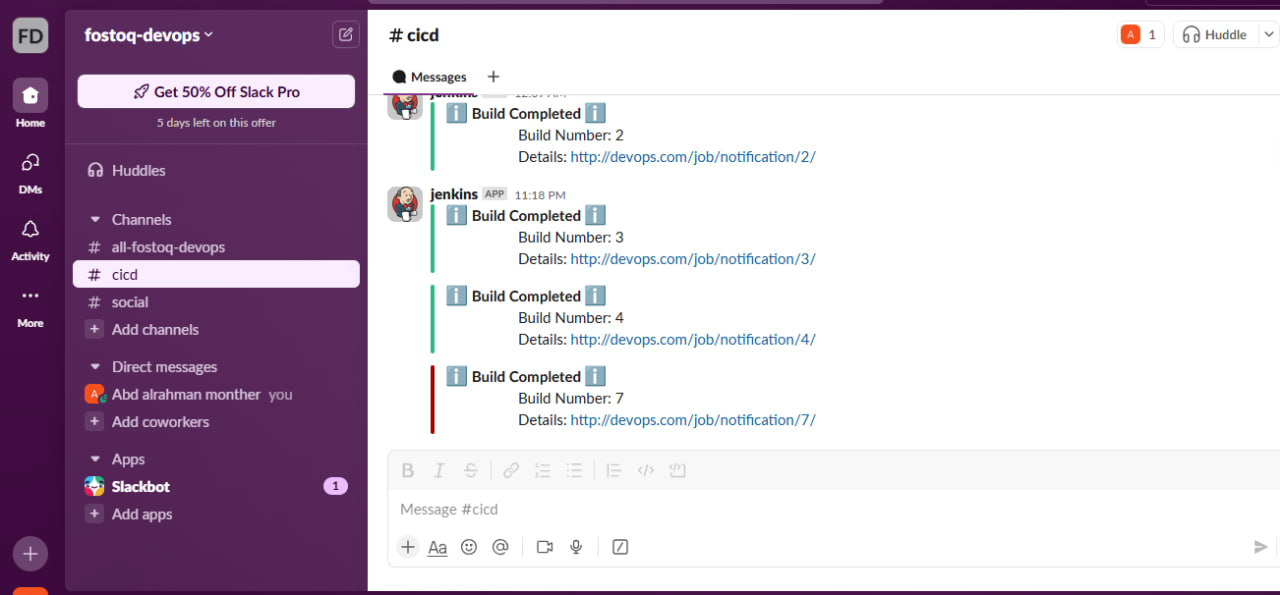 FD
fostoq-devops
Get 50% Off Slack Pro
5 days left on this offer
Home
DMs
Activity
More
Huddles
Channels
# all-fostoq-devops
# cicd
# social
+ Add channels
Direct messages
A Abd alrahman monther you
+ Add coworkers
Apps
Slackbot 1
+ Add apps
# cicd
A 1
Huddle
Messages +
jenkins
i Build Completed i
Build Number: 2
Details: http://devops.com/job/notification/2/
jenkins APP 11:18 PM
i Build Completed i
Build Number: 3
Details: http://devops.com/job/notification/3/
i Build Completed i
Build Number: 4
Details: http://devops.com/job/notification/4/
i Build Completed i
Build Number: 7
Details: http://devops.com/job/notification/7/
B I S
Message #cicd
+ Aa @